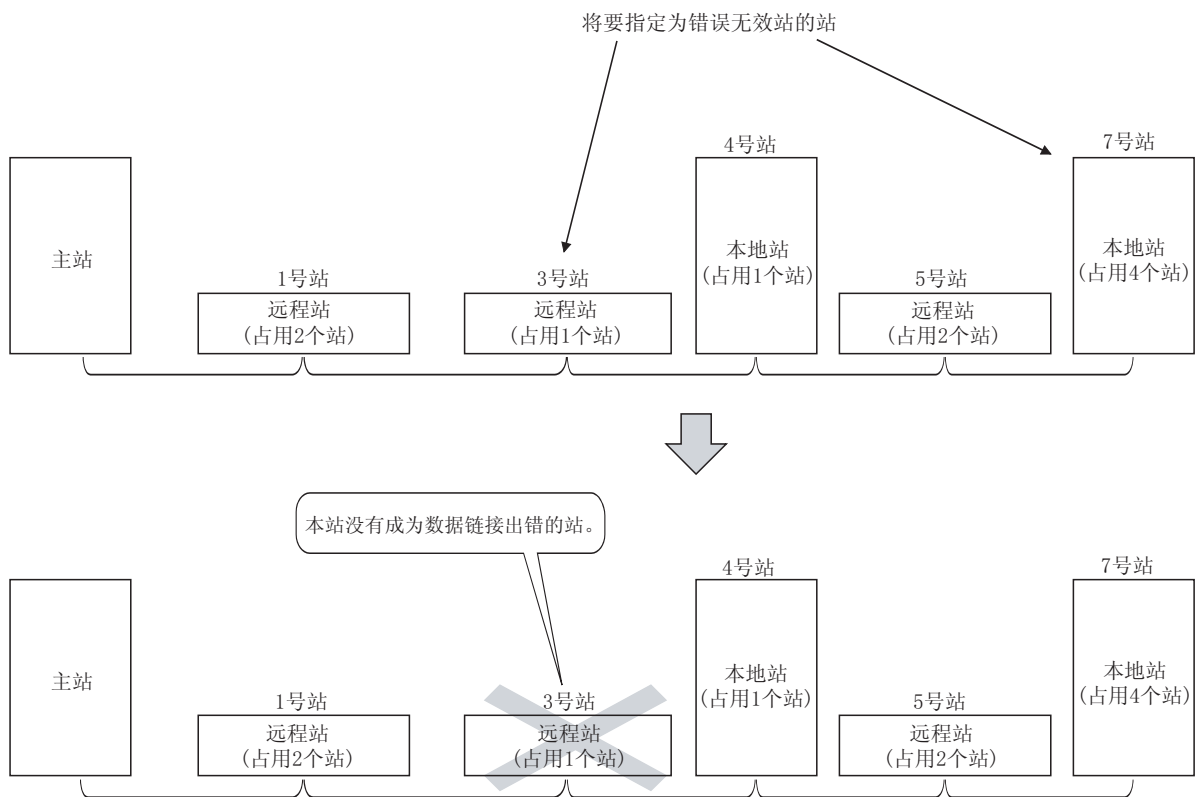 将要指定为错误无效站的站
4号站
7号站
主站
本地站
(占用1个站)
本地站
(占用4个站)
1号站
3号站
5号站
远程站
(占用2个站)
远程站
(占用1个站)
远程站
(占用2个站)
本站没有成为数据链接出错的站。
4号站
7号站
主站
本地站
(占用1个站)
本地站
(占用4个站)
1号站
3号站
5号站
远程站
(占用2个站)
远程站
(占用1个站)
远程站
(占用2个站)